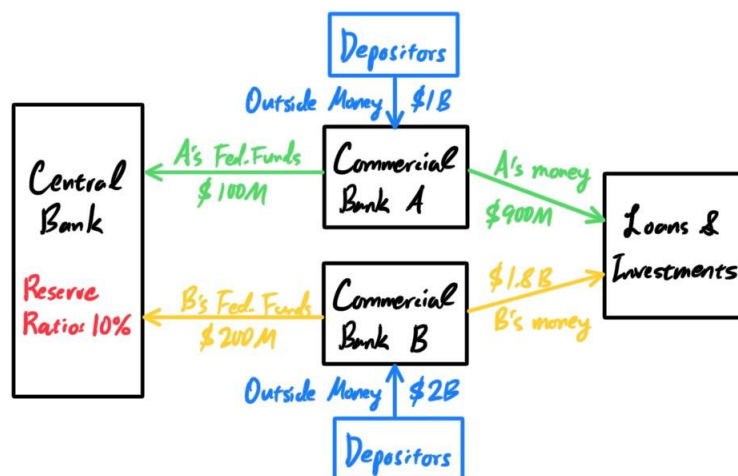 Depositors
Outside Money $1B
Central
Bank
Reserve
Ratio: 10%
A's Fed. Funds
$100M
Commercial
Bank A
A's money
$900M
Loans &
Investments
B's Fed. Funds
$200M
Commercial
Bank B
$1.8B
B's money
Outside Money $2B
Depositors